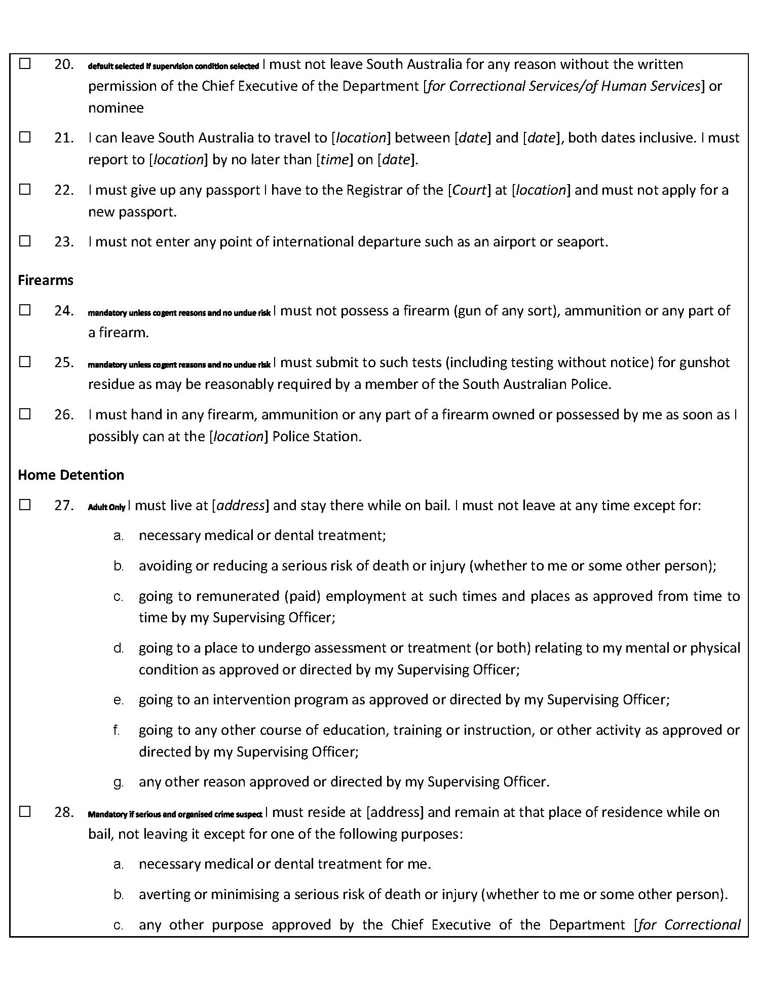 ☐ 20. default selected if supervision condition selected I must not leave South Australia for any reason without the written
permission of the Chief Executive of the Department [for Correctional Services/of Human Services] or
nominee
☐ 21. I can leave South Australia to travel to [location] between [date] and [date], both dates inclusive. I must
report to [location] by no later than [time] on [date].
☐ 22. I must give up any passport I have to the Registrar of the [Court] at [location] and must not apply for a
new passport.
☐ 23. I must not enter any point of international departure such as an airport or seaport.
Firearms
☐ 24. mandatory unless cogent reasons and no undue risk I must not possess a firearm (gun of any sort), ammunition or any part of
a firearm.
☐ 25. mandatory unless cogent reasons and no undue risk I must submit to such tests (including testing without notice) for gunshot
residue as may be reasonably required by a member of the South Australian Police.
☐ 26. I must hand in any firearm, ammunition or any part of a firearm owned or possessed by me as soon as I
possibly can at the [location] Police Station.
Home Detention
☐ 27. Adult Only I must live at [address] and stay there while on bail. I must not leave at any time except for:
a. necessary medical or dental treatment;
b. avoiding or reducing a serious risk of death or injury (whether to me or some other person);
c. going to remunerated (paid) employment at such times and places as approved from time to
time by my Supervising Officer;
d. going to a place to undergo assessment or treatment (or both) relating to my mental or physical
condition as approved or directed by my Supervising Officer;
e. going to an intervention program as approved or directed by my Supervising Officer;
f. going to any other course of education, training or instruction, or other activity as approved or
directed by my Supervising Officer;
g. any other reason approved or directed by my Supervising Officer.
☐ 28. Mandatory if serious and organised crime suspect I must reside at [address] and remain at that place of residence while on
bail, not leaving it except for one of the following purposes:
a. necessary medical or dental treatment for me.
b. averting or minimising a serious risk of death or injury (whether to me or some other person).
c. any other purpose approved by the Chief Executive of the Department [for Correctional